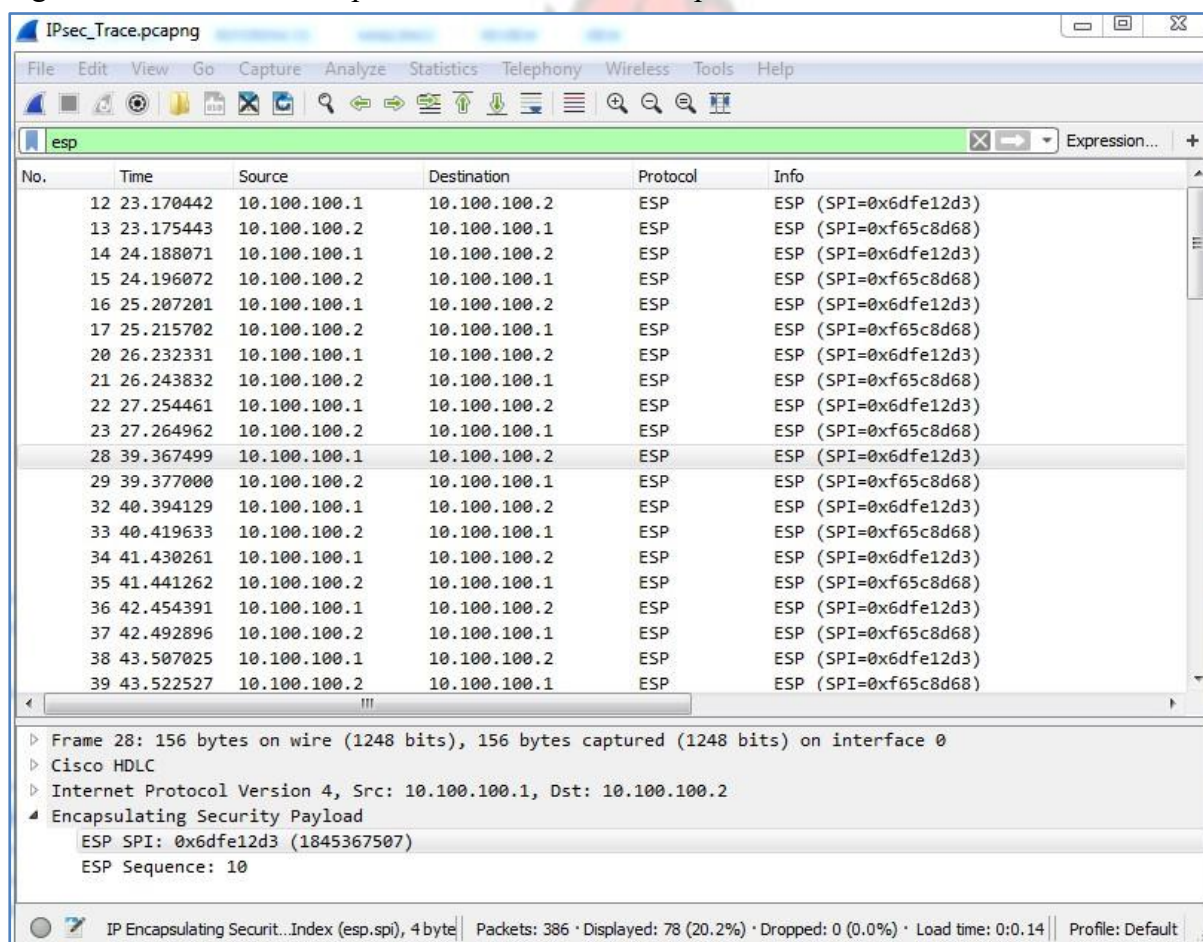 IPsec_Trace.pcapng
File Edit View Go Capture Analyze Statistics Telephony Wireless Tools Help
esp Expression... +
No. Time Source Destination Protocol Info
12 23.170442 10.100.100.1 10.100.100.2 ESP ESP (SPI=0x6dfe12d3)
13 23.175443 10.100.100.2 10.100.100.1 ESP ESP (SPI=0xf65c8d68)
14 24.188071 10.100.100.1 10.100.100.2 ESP ESP (SPI=0x6dfe12d3)
15 24.196072 10.100.100.2 10.100.100.1 ESP ESP (SPI=0xf65c8d68)
16 25.207201 10.100.100.1 10.100.100.2 ESP ESP (SPI=0x6dfe12d3)
17 25.215702 10.100.100.2 10.100.100.1 ESP ESP (SPI=0xf65c8d68)
20 26.232331 10.100.100.1 10.100.100.2 ESP ESP (SPI=0x6dfe12d3)
21 26.243832 10.100.100.2 10.100.100.1 ESP ESP (SPI=0xf65c8d68)
22 27.254461 10.100.100.1 10.100.100.2 ESP ESP (SPI=0x6dfe12d3)
23 27.264962 10.100.100.2 10.100.100.1 ESP ESP (SPI=0xf65c8d68)
28 39.367499 10.100.100.1 10.100.100.2 ESP ESP (SPI=0x6dfe12d3)
29 39.377000 10.100.100.2 10.100.100.1 ESP ESP (SPI=0xf65c8d68)
32 40.394129 10.100.100.1 10.100.100.2 ESP ESP (SPI=0x6dfe12d3)
33 40.419633 10.100.100.2 10.100.100.1 ESP ESP (SPI=0xf65c8d68)
34 41.430261 10.100.100.1 10.100.100.2 ESP ESP (SPI=0x6dfe12d3)
35 41.441262 10.100.100.2 10.100.100.1 ESP ESP (SPI=0xf65c8d68)
36 42.454391 10.100.100.1 10.100.100.2 ESP ESP (SPI=0x6dfe12d3)
37 42.492896 10.100.100.2 10.100.100.1 ESP ESP (SPI=0xf65c8d68)
38 43.507025 10.100.100.1 10.100.100.2 ESP ESP (SPI=0x6dfe12d3)
39 43.522527 10.100.100.2 10.100.100.1 ESP ESP (SPI=0xf65c8d68)
Frame 28: 156 bytes on wire (1248 bits), 156 bytes captured (1248 bits) on interface 0
Cisco HDLC
Internet Protocol Version 4, Src: 10.100.100.1, Dst: 10.100.100.2
Encapsulating Security Payload
ESP SPI: 0x6dfe12d3 (1845367507)
ESP Sequence: 10
IP Encapsulating Securit...Index (esp.spi), 4 byte Packets: 386 · Displayed: 78 (20.2%) · Dropped: 0 (0.0%) · Load time: 0:0.14 Profile: Default